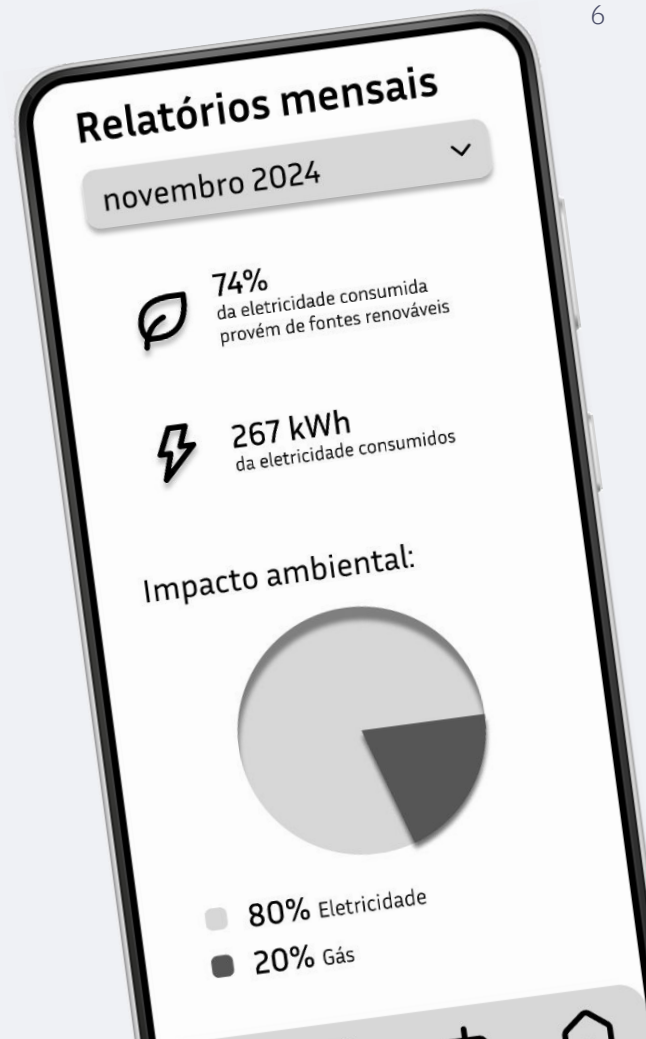 6
Relatórios mensais
novembro 2024
74%
da eletricidade consumida
provém de fontes renováveis
267 kWh
da eletricidade consumidos
Impacto ambiental:
80% Eletricidade
20% Gás